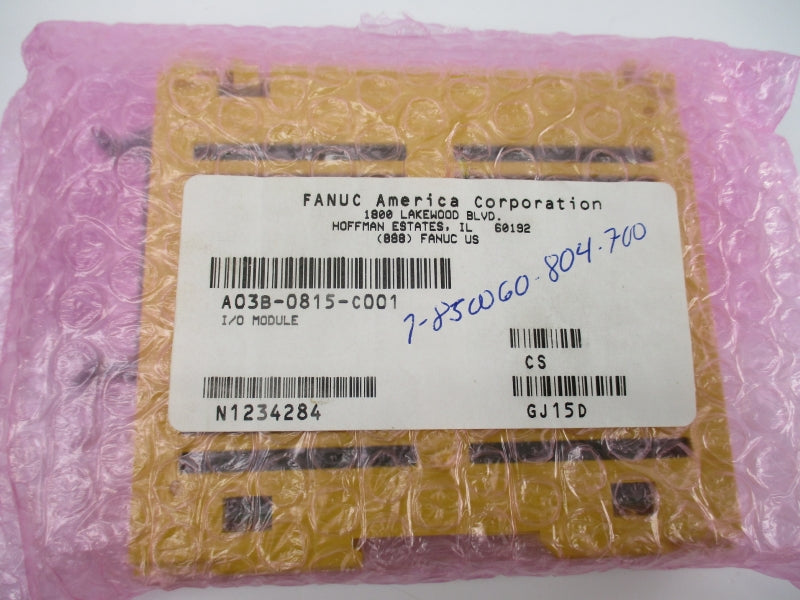 FANUC America Corporation
1800 LAKEWOOD BLVD.
HOFFMAN ESTATES, IL 60192
(888) FANUC US
A03B-0815-C001
I/O MODULE
7-850060-804-700
CS
N1234284
GJ15D